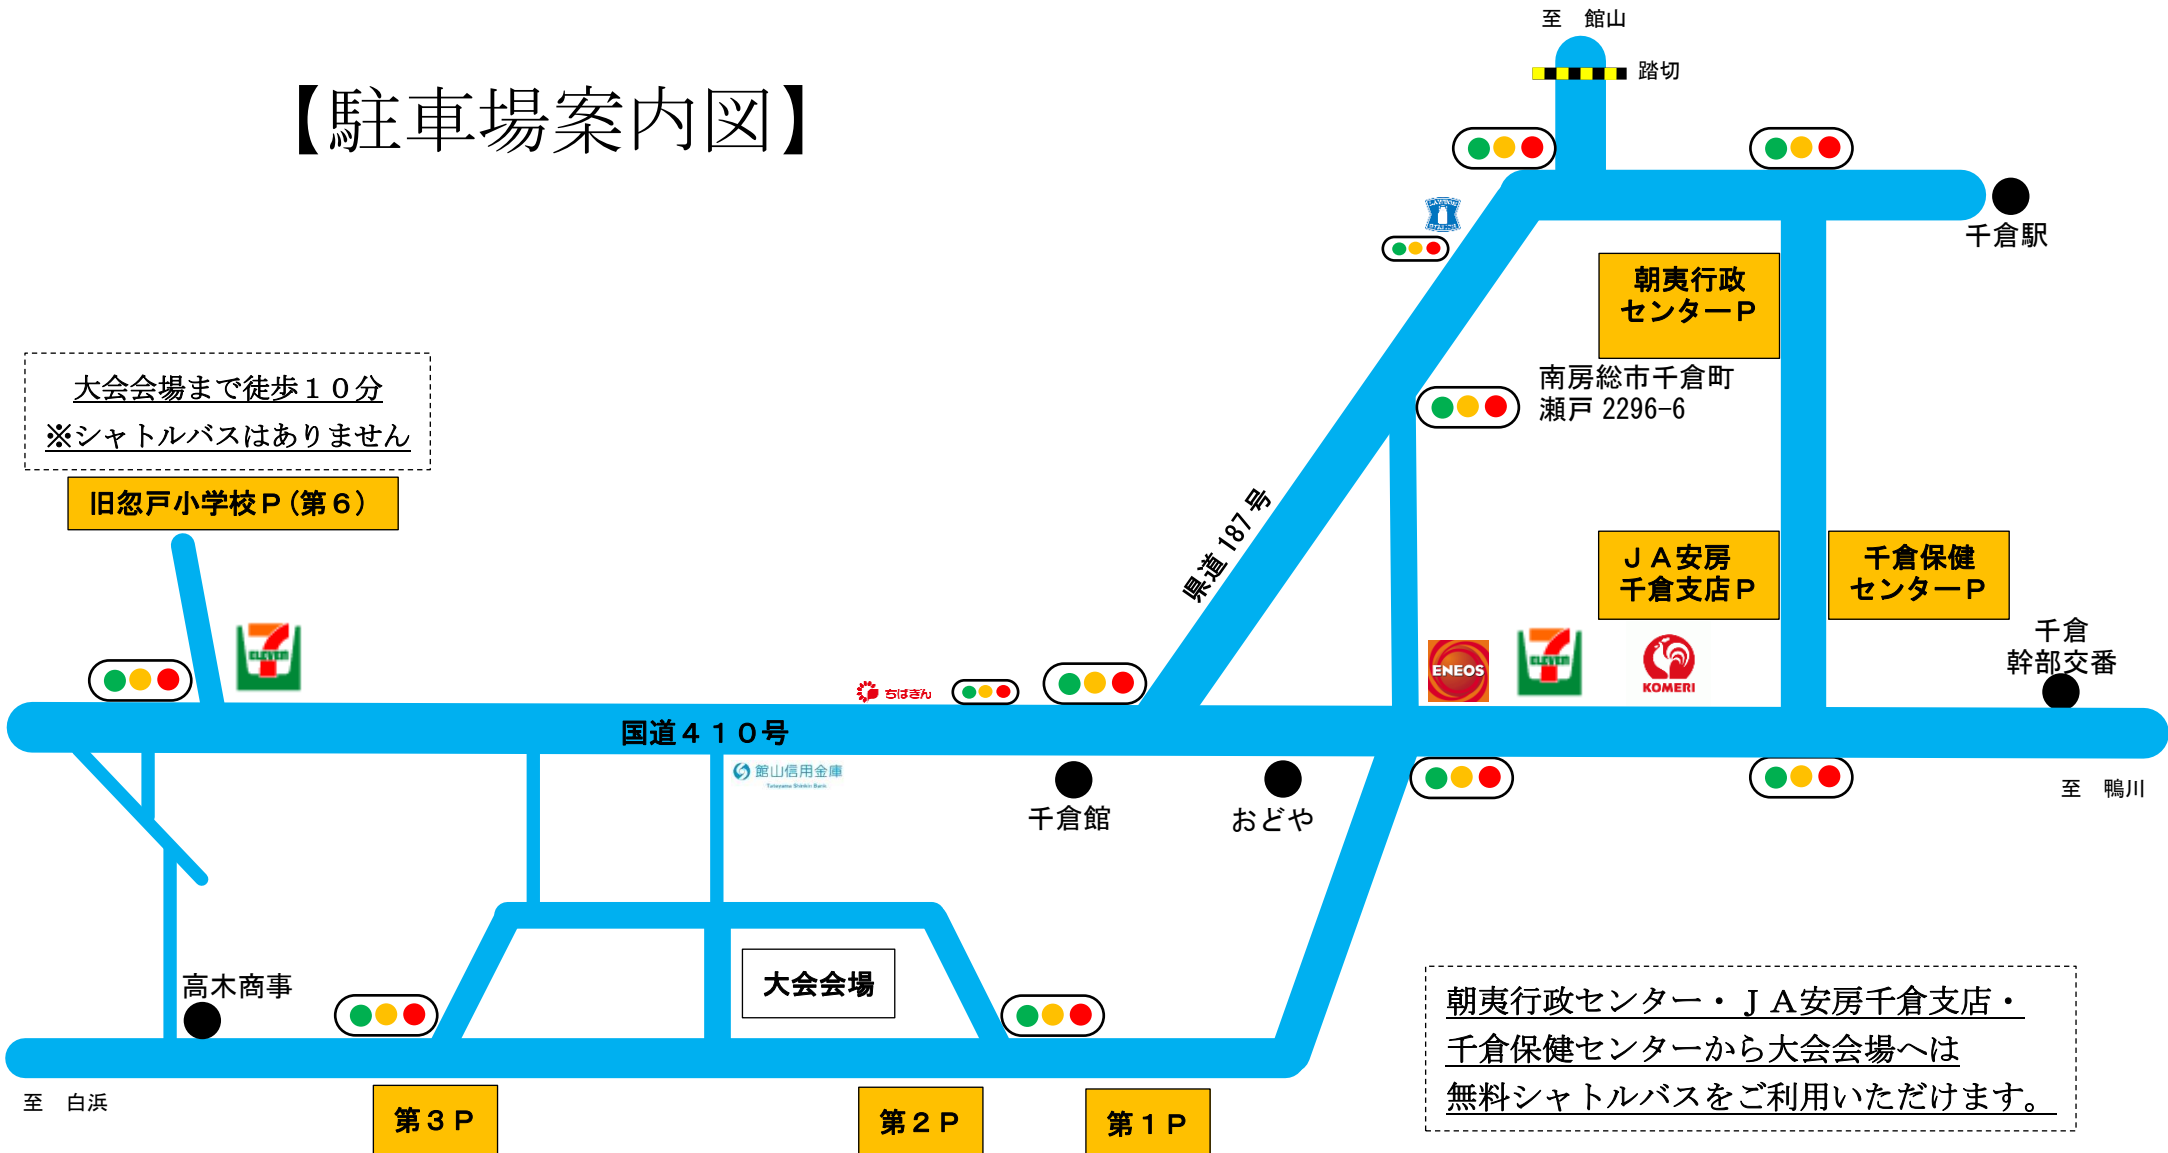 至　館山
踏切
【駐車場案内図】
千倉駅
朝夷行政
センターＰ
大会会場まで徒歩１０分
※シャトルバスはありません
南房総市千倉町
瀬戸 2296-6
旧忽戸小学校Ｐ(第６)
県道 187 号
ＪＡ安房
千倉支店Ｐ
千倉保健
センターＰ
千倉
幹部交番
7
ELEVEN
ENEOS
7
ELEVEN
KOMERI
ちばぎん
国道４１０号
館山信用金庫
Tateyama Shinkin Bank
千倉館
おどや
至　鴨川
高木商事
大会会場
朝夷行政センター・ＪＡ安房千倉支店・
千倉保健センターから大会会場へは
無料シャトルバスをご利用いただけます。
至　白浜
第３Ｐ
第２Ｐ
第１Ｐ